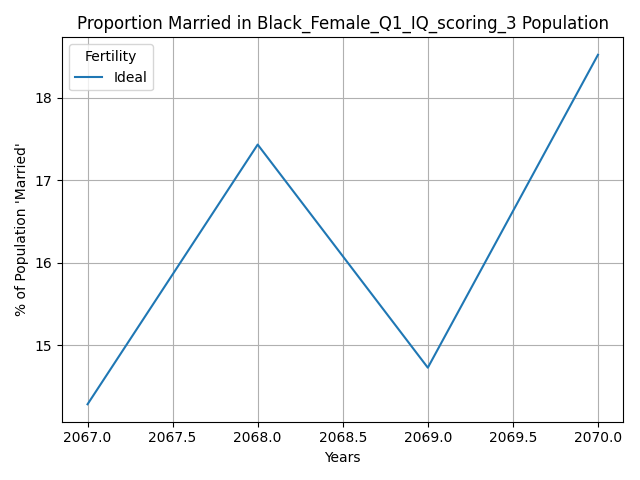 Proportion Married in Black_Female_Q1_IQ_scoring_3 Population
Fertility
Ideal
% of Population 'Married'
18
17
16
15
2067.0 2067.5 2068.0 2068.5 2069.0 2069.5 2070.0
Years